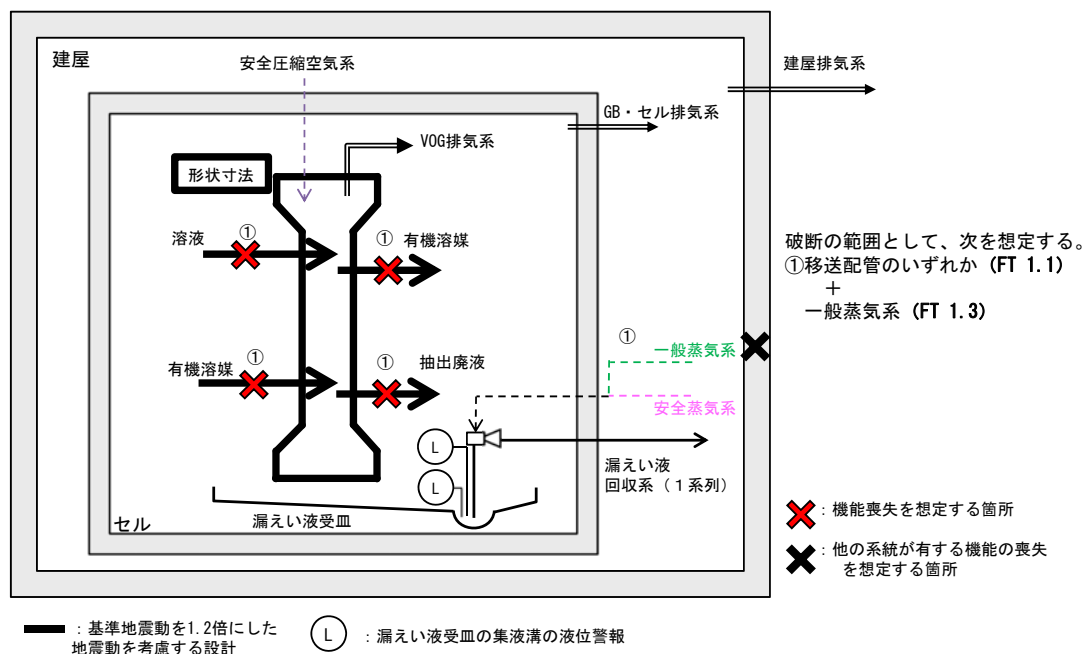 建屋
安全圧縮空気系
建屋排気系
GB・セル排気系
VOG排気系
形状寸法
溶液
①
①
有機溶媒
破断の範囲として、次を想定する。
①移送配管のいずれか（FT 1.1）
＋
一般蒸気系（FT 1.3）
有機溶媒
①
①
抽出廃液
①
一般蒸気系
安全蒸気系
L
L
漏えい液
回収系（１系列）
漏えい液受皿
セル
：機能喪失を想定する箇所
：他の系統が有する機能の喪失
を想定する箇所
：基準地震動を1.2倍にした
地震動を考慮する設計
L
：漏えい液受皿の集液溝の液位警報